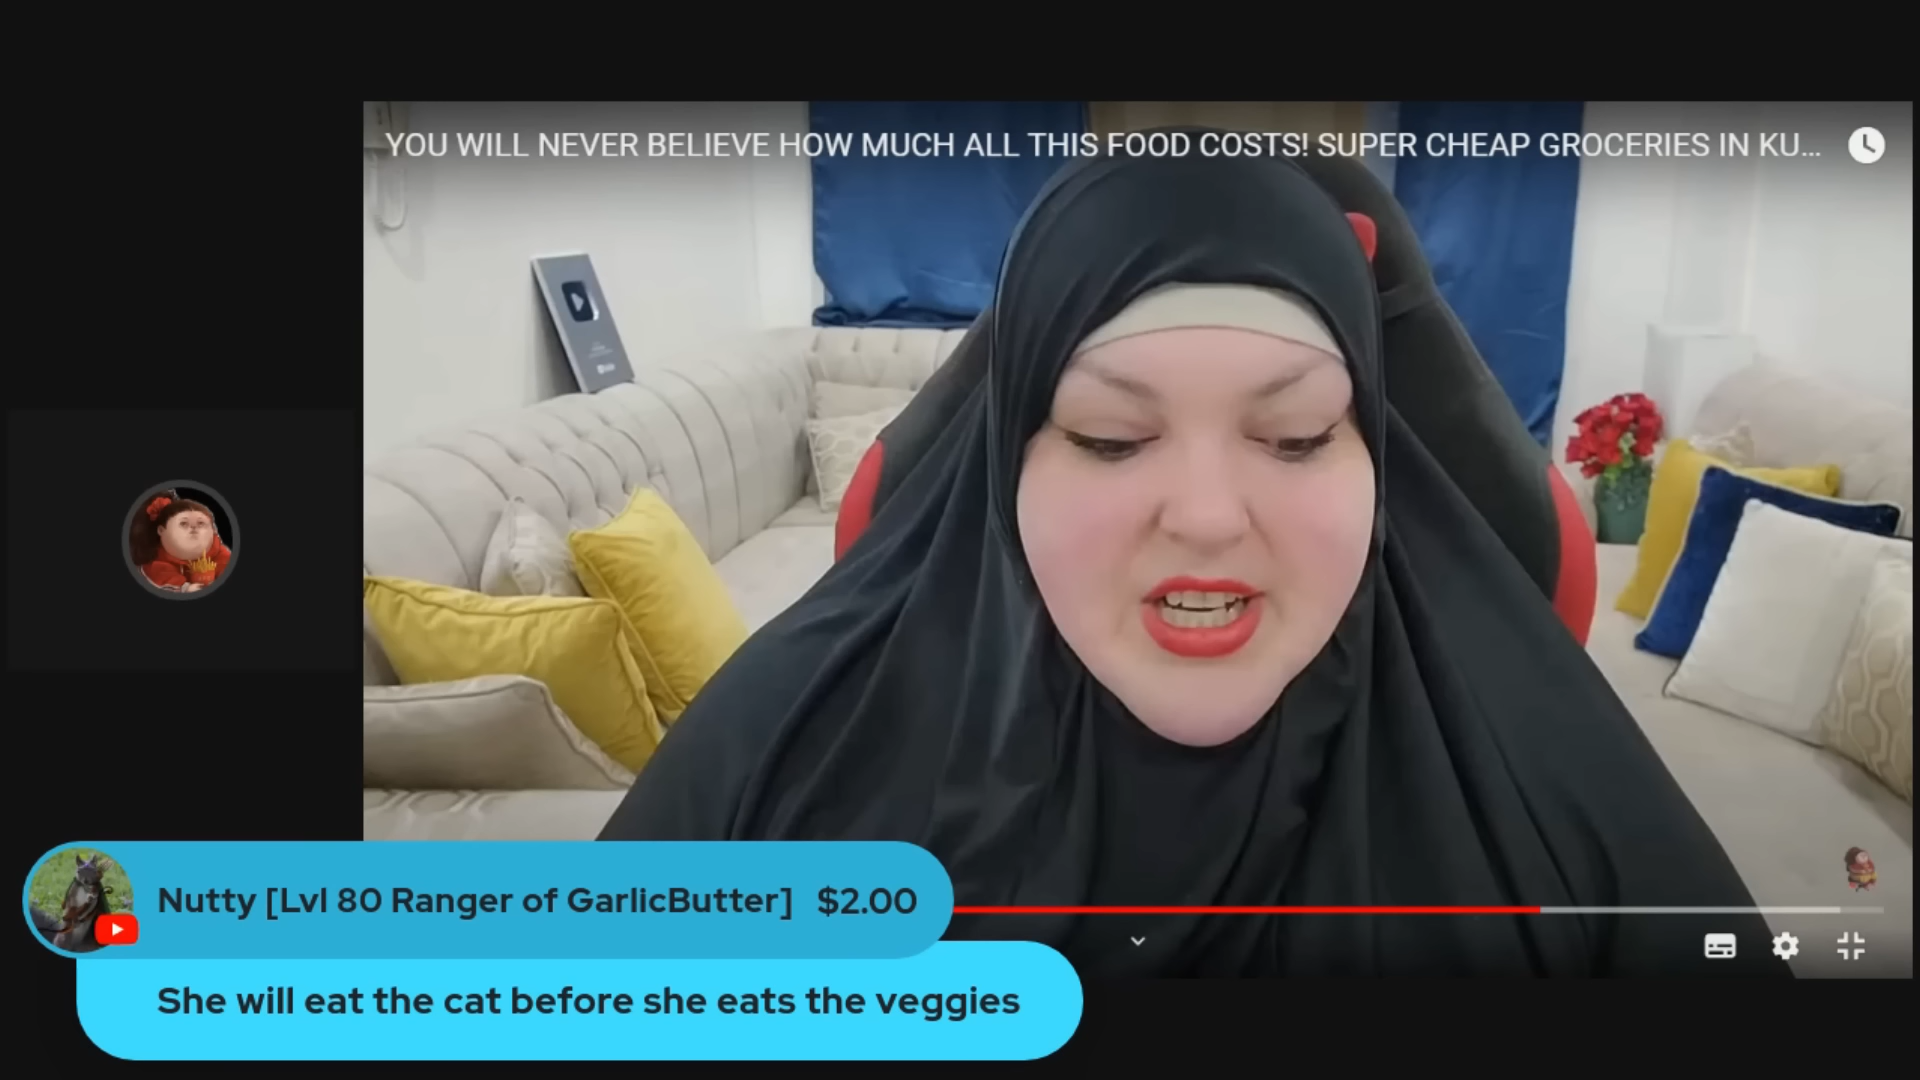 YOU WILL NEVER BELIEVE HOW MUCH ALL THIS FOOD COSTS! SUPER CHEAP GROCERIES IN KU...
Nutty [Lvl 80 Ranger of GarlicButter] $2.00
She will eat the cat before she eats the veggies